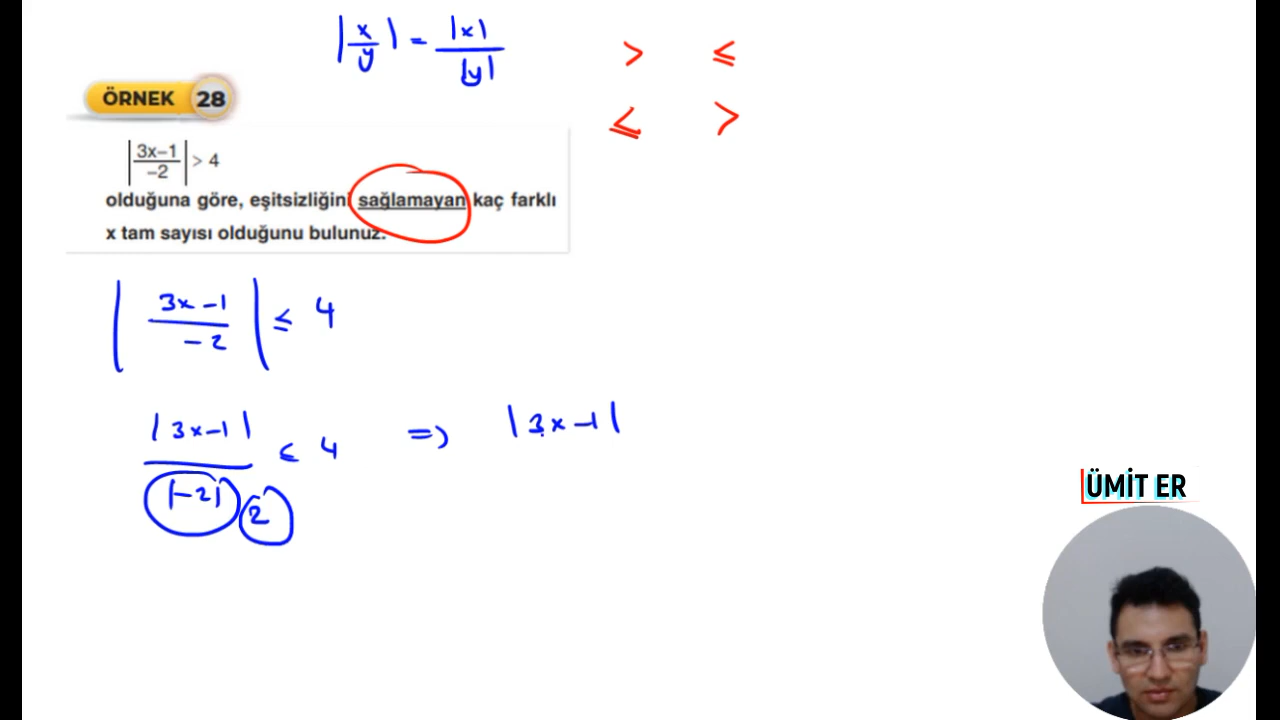 |x/y| = |x|/|y|
> ≤
≤ >
ÖRNEK 28
|3x−1/−2| > 4
olduğuna göre, eşitsizliğini sağlamayan kaç farklı
x tam sayısı olduğunu bulunuz.
|3x−1/−2| ≤ 4
|3x−1|/|−2| ≤ 4 => |3x−1|
2
ÜMİT ER